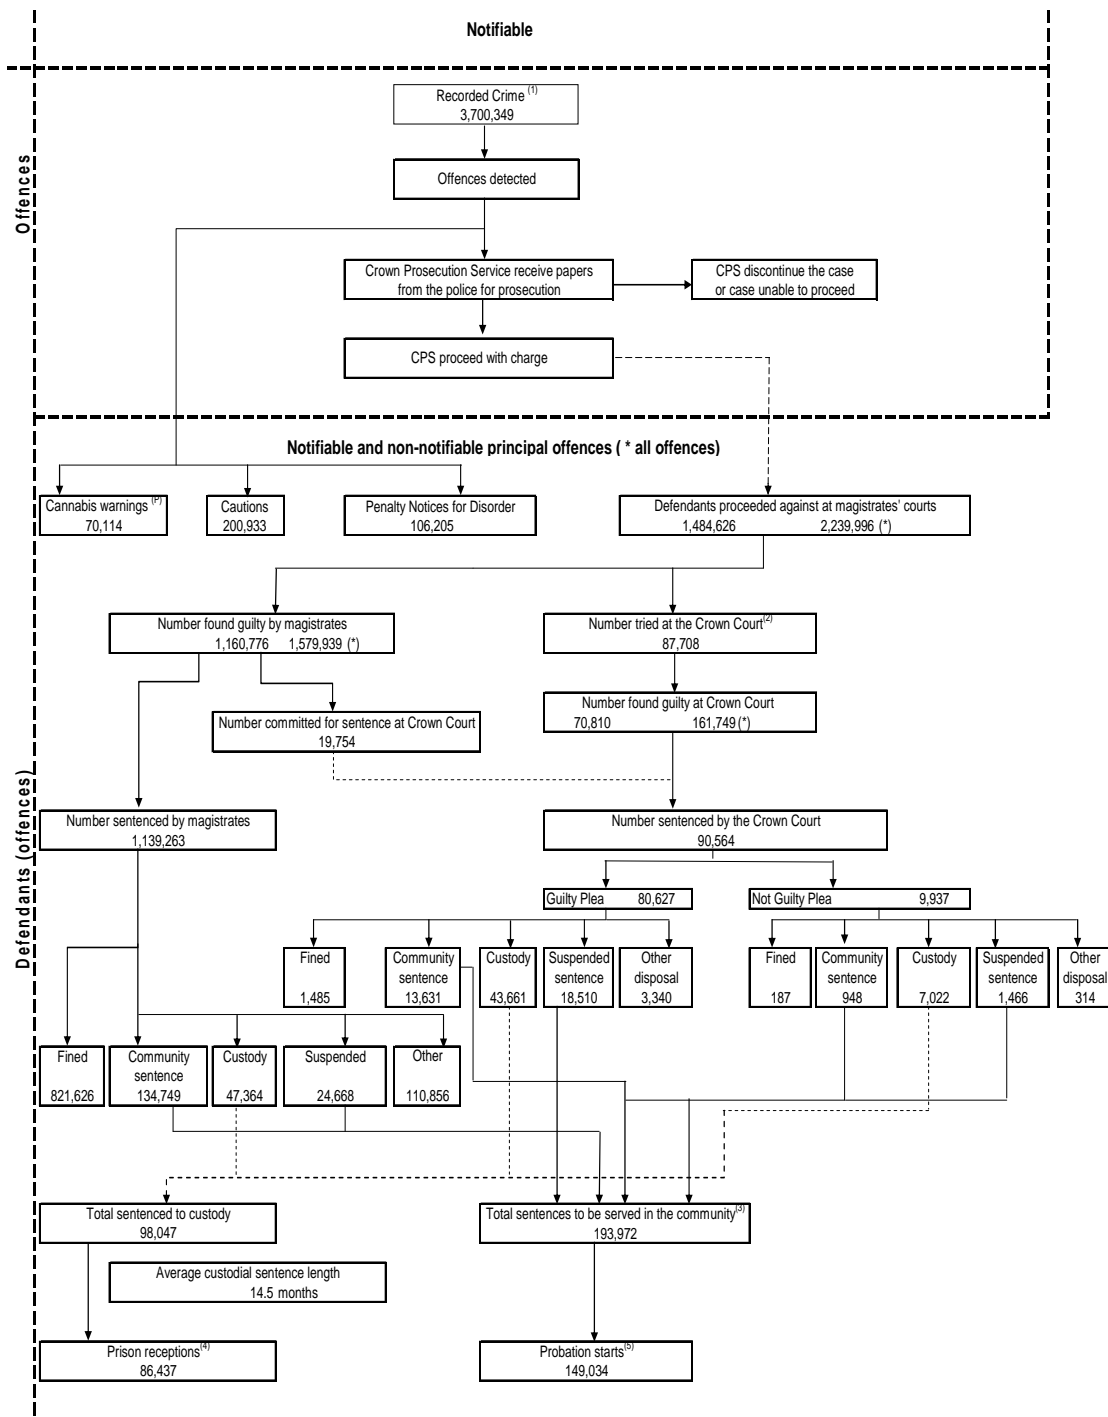 Notifiable
Offences
Recorded Crime (1)
3,700,349
Offences detected
Crown Prosecution Service receive papers
from the police for prosecution
CPS discontinue the case
or case unable to proceed
CPS proceed with charge
Defendants (offences)
Notifiable and non-notifiable principal offences ( * all offences)
Cannabis warnings (P)
70,114
Cautions
200,933
Penalty Notices for Disorder
106,205
Defendants proceeded against at magistrates' courts
1,484,626 2,239,996 (*)
Number found guilty by magistrates
1,160,776 1,579,939 (*)
Number tried at the Crown Court(2)
87,708
Number committed for sentence at Crown Court
19,754
Number found guilty at Crown Court
70,810 161,749 (*)
Number sentenced by magistrates
1,139,263
Number sentenced by the Crown Court
90,564
Guilty Plea 80,627
Not Guilty Plea 9,937
Fined
1,485
Community
sentence
13,631
Custody
43,661
Suspended
sentence
18,510
Other
disposal
3,340
Fined
187
Community
sentence
948
Custody
7,022
Suspended
sentence
1,466
Other
disposal
314
Fined
821,626
Community
sentence
134,749
Custody
47,364
Suspended
24,668
Other
110,856
Total sentenced to custody
98,047
Total sentences to be served in the community(3)
193,972
Average custodial sentence length
14.5 months
Prison receptions(4)
86,437
Probation starts(5)
149,034